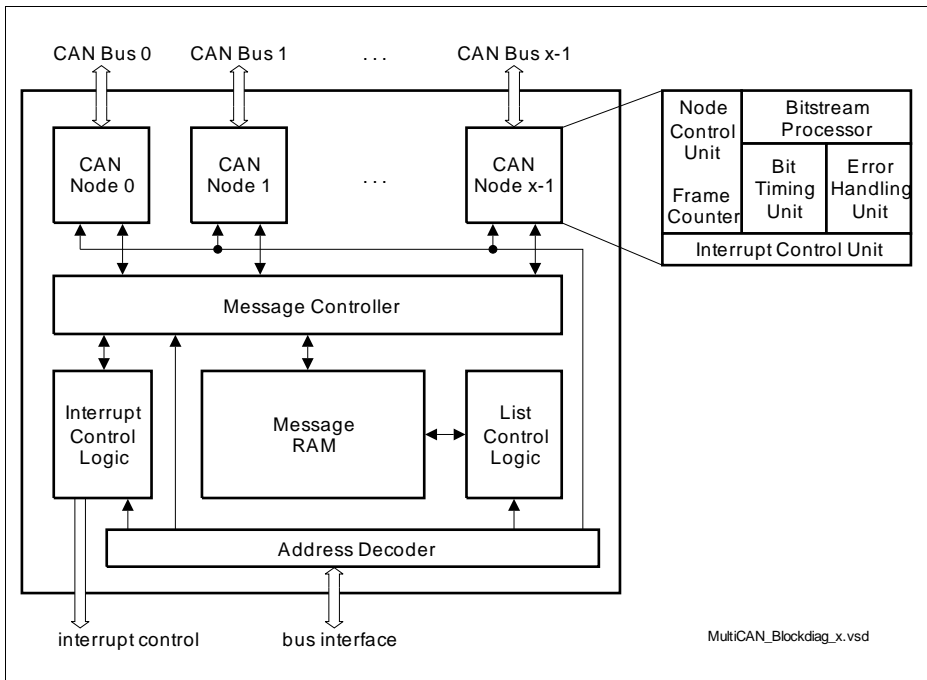 CAN Bus 0
CAN Bus 1
. . .
CAN Bus x-1
CAN
Node 0
CAN
Node 1
. . .
CAN
Node x-1
Node
Control
Unit
Frame
Counter
Bitstream
Processor
Bit
Timing
Unit
Error
Handling
Unit
Interrupt Control Unit
Message Controller
Interrupt
Control
Logic
Message
RAM
List
Control
Logic
Address Decoder
interrupt control
bus interface
MultiCAN_Blockdiag_x.vsd